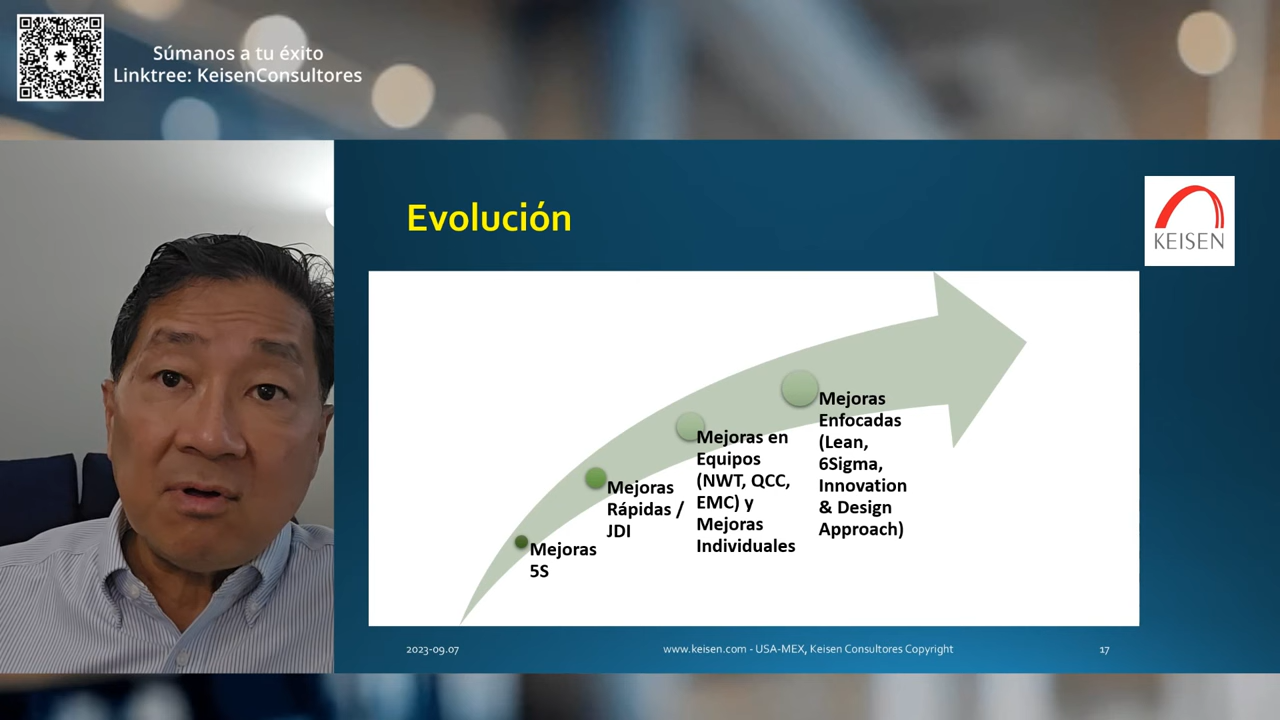 Súmanos a tu éxito
Linktree: KeisenConsultores
Evolución
KEISEN
Mejoras
5S
Mejoras
Rápidas /
JDI
Mejoras en
Equipos
(NWT, QCC,
EMC) y
Mejoras
Individuales
Mejoras
Enfocadas
(Lean,
6Sigma,
Innovation
& Design
Approach)
2023-09.07
www.keisen.com - USA-MEX, Keisen Consultores Copyright
17